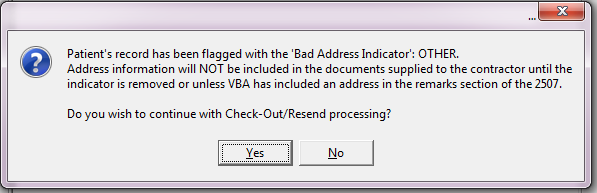 ...
Patient's record has been flagged with the 'Bad Address Indicator': OTHER.
Address information will NOT be included in the documents supplied to the contractor until the
indicator is removed or unless VBA has included an address in the remarks section of the 2507.
Do you wish to continue with Check-Out/Resend processing?
Yes No